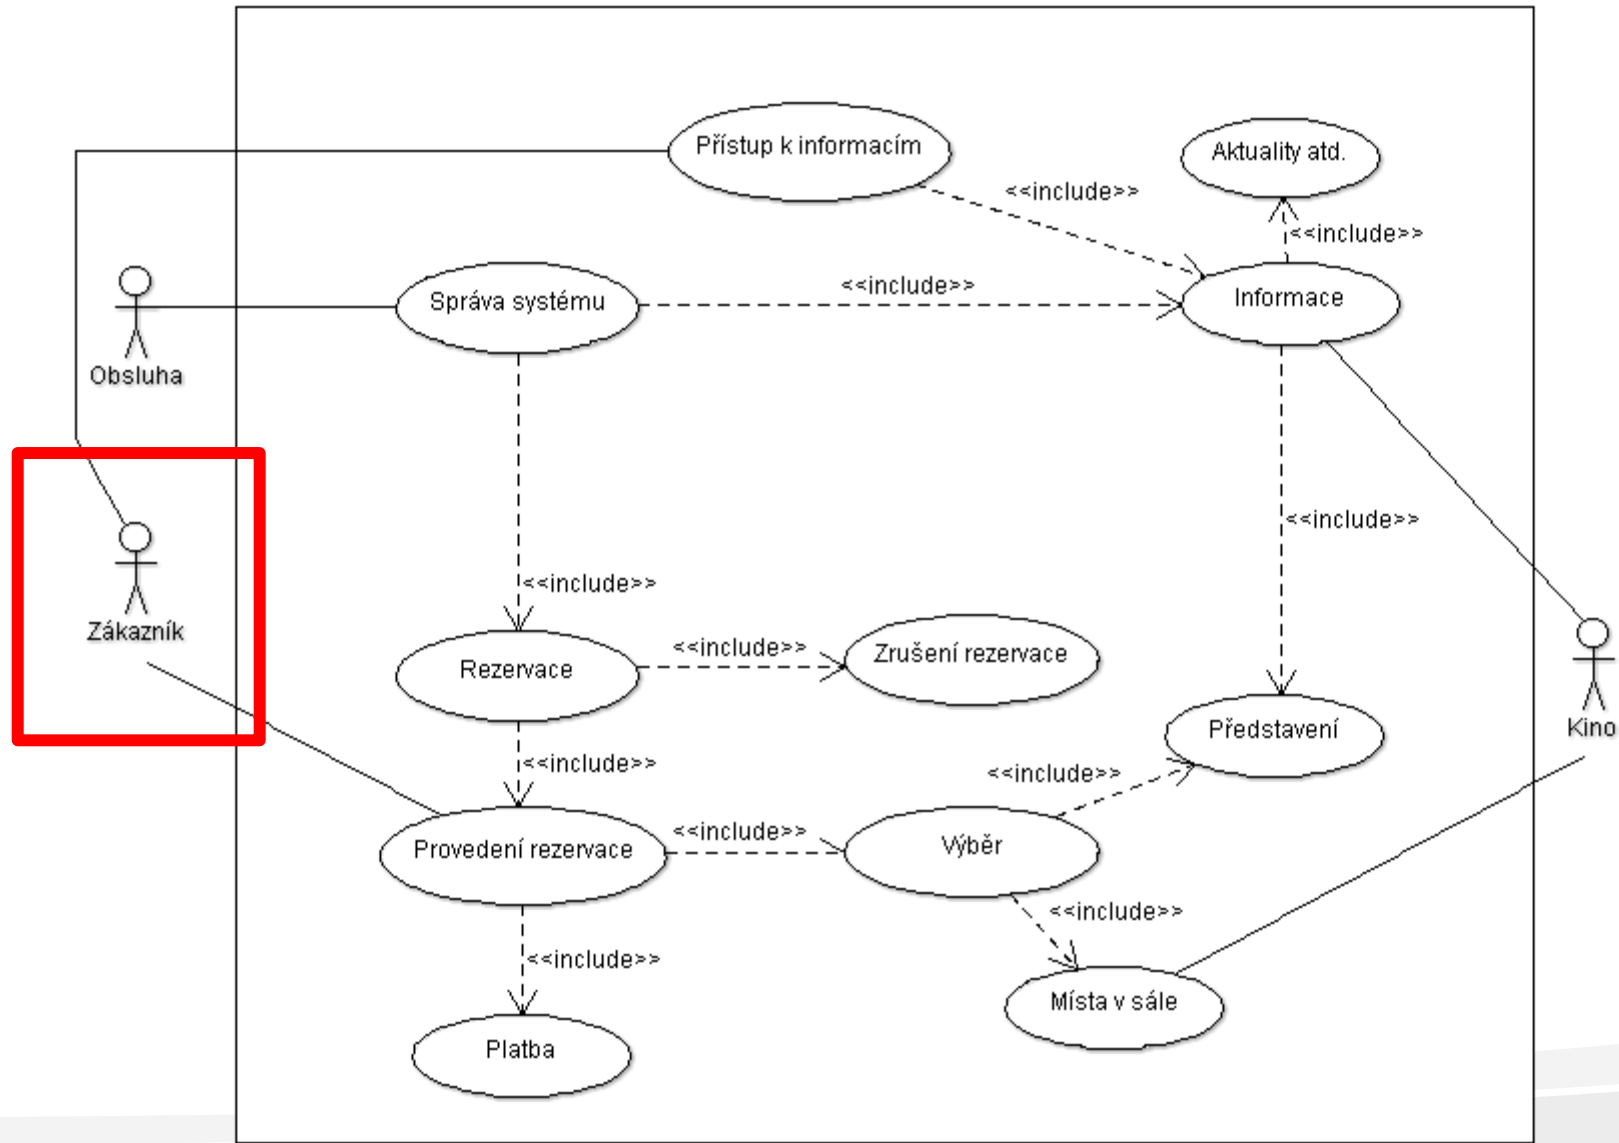 Přístup k informacím
Aktuality atd.
<<include>>
<<include>>
Správa systému
<<include>>
Informace
Obsluha
<<include>>
<<include>>
Zákazník
Rezervace
<<include>>
Zrušení rezervace
Kino
Představení
<<include>>
<<include>>
Provedení rezervace
<<include>>
Výběr
<<include>>
<<include>>
Místa v sále
Platba